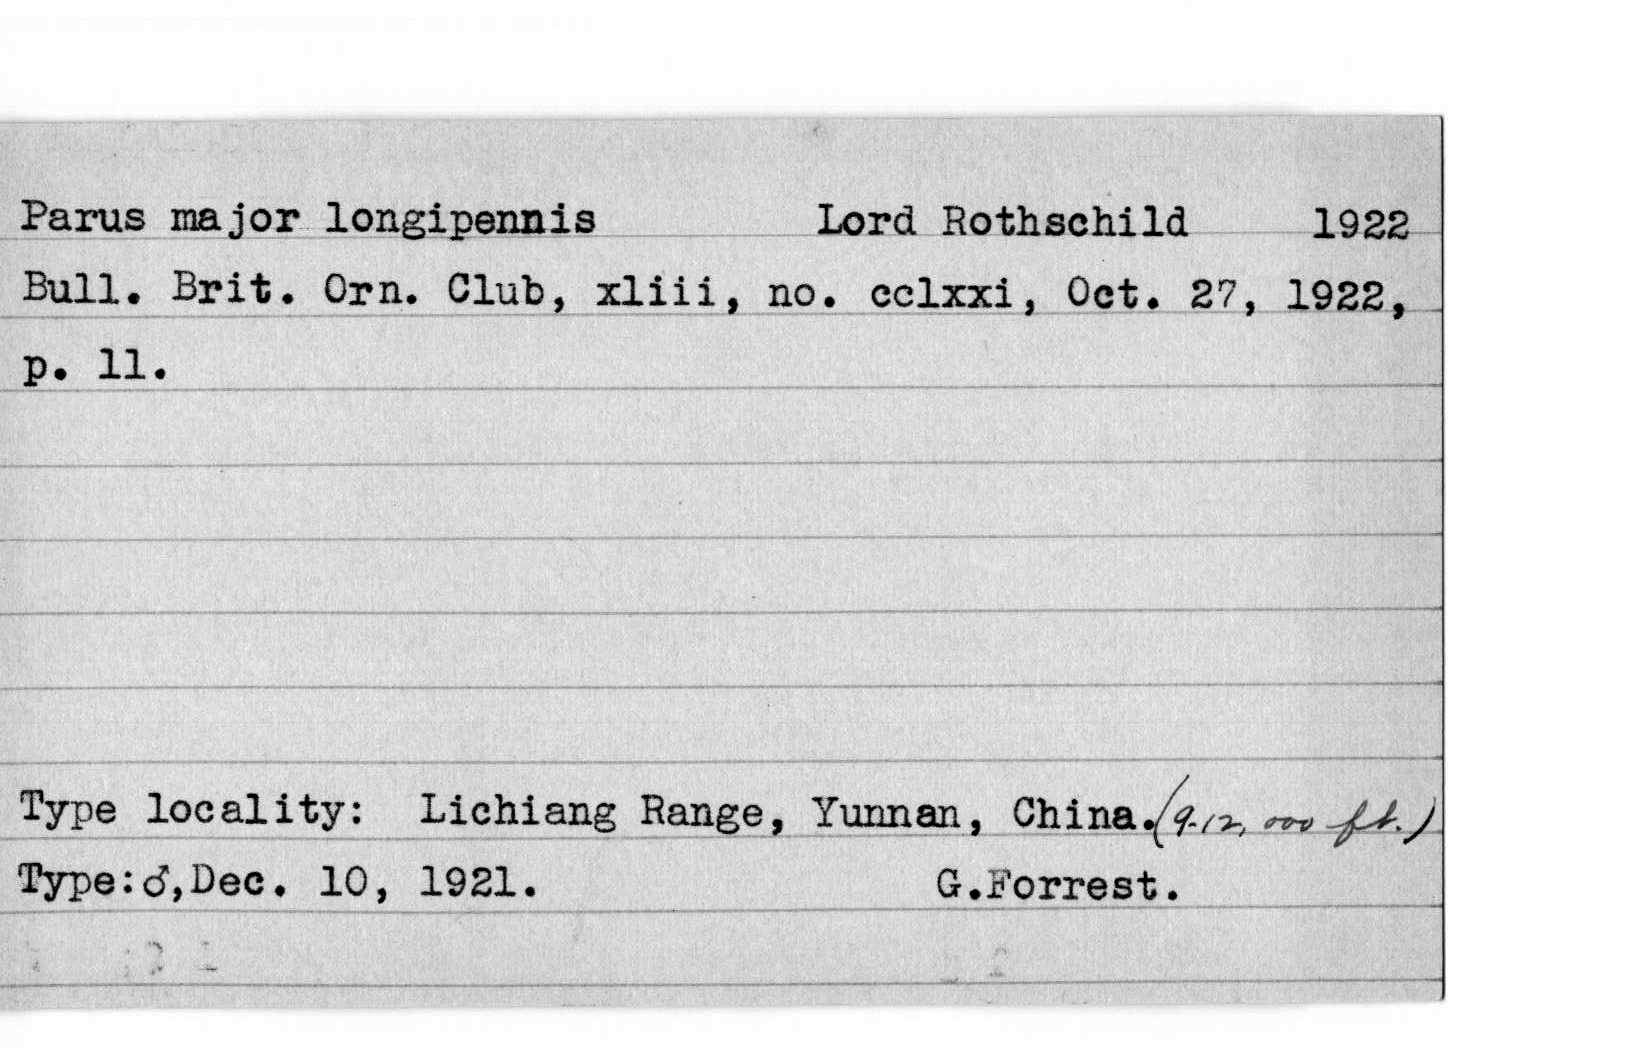 Parus major longipennis Lord Rothschild 1922
Bull. Brit. Orn. Club, xliii, no. cclxxi, Oct. 27, 1922,
p. 11.
Type locality: Lichiang Range, Yunnan, China. (9-12,000 ft.)
Type:♂,Dec. 10, 1921. G.Forrest.